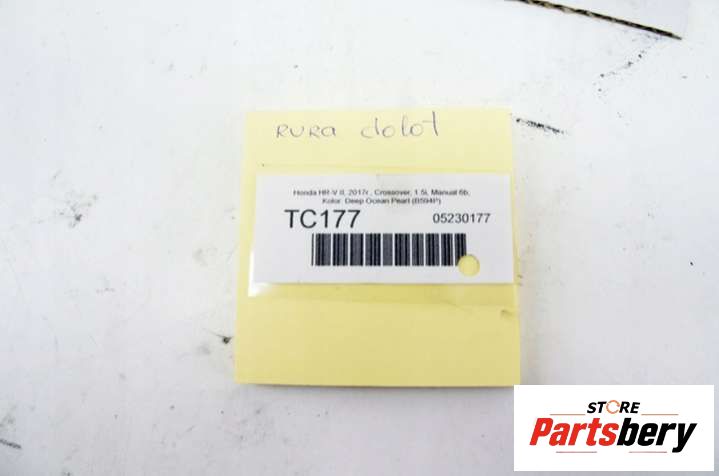 RURA dolot
Honda HR-V II, 2017r., Crossover, 1.5i, Manual 6b,
Kolor: Deep Ocean Pearl (B594P)
TC177 05230177
STORE
Partsbery